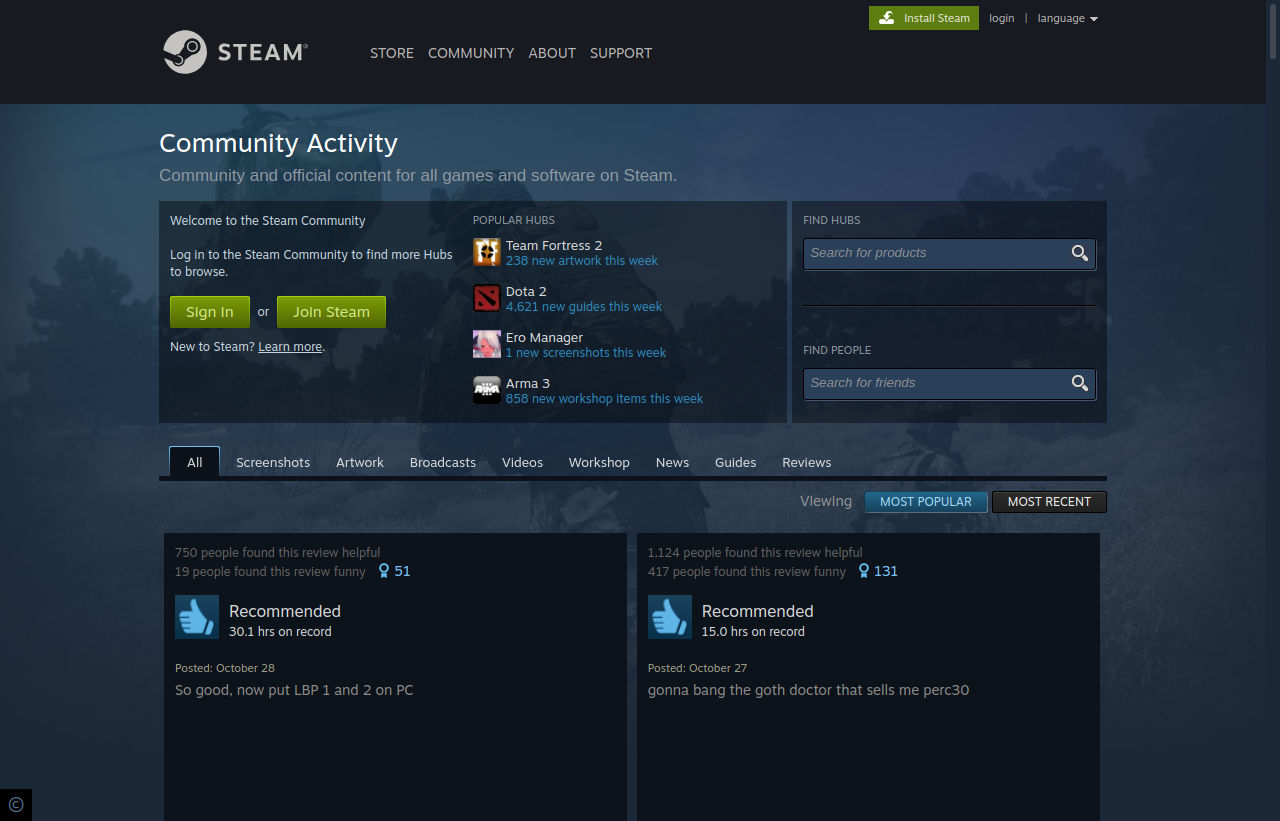 Install Steam
login | language
STEAM®
STORE COMMUNITY ABOUT SUPPORT
Community Activity
Community and official content for all games and software on Steam.
Welcome to the Steam Community
Log in to the Steam Community to find more Hubs
to browse.
Sign In or Join Steam
New to Steam? Learn more.
POPULAR HUBS
Team Fortress 2
238 new artwork this week
Dota 2
4,621 new guides this week
Ero Manager
1 new screenshots this week
ARMA
Arma 3
858 new workshop items this week
FIND HUBS
Search for products
FIND PEOPLE
Search for friends
All Screenshots Artwork Broadcasts Videos Workshop News Guides Reviews
Viewing MOST POPULAR MOST RECENT
750 people found this review helpful
19 people found this review funny 51
Recommended
30.1 hrs on record
Posted: October 28
So good, now put LBP 1 and 2 on PC
1,124 people found this review helpful
417 people found this review funny 131
Recommended
15.0 hrs on record
Posted: October 27
gonna bang the goth doctor that sells me perc30
©